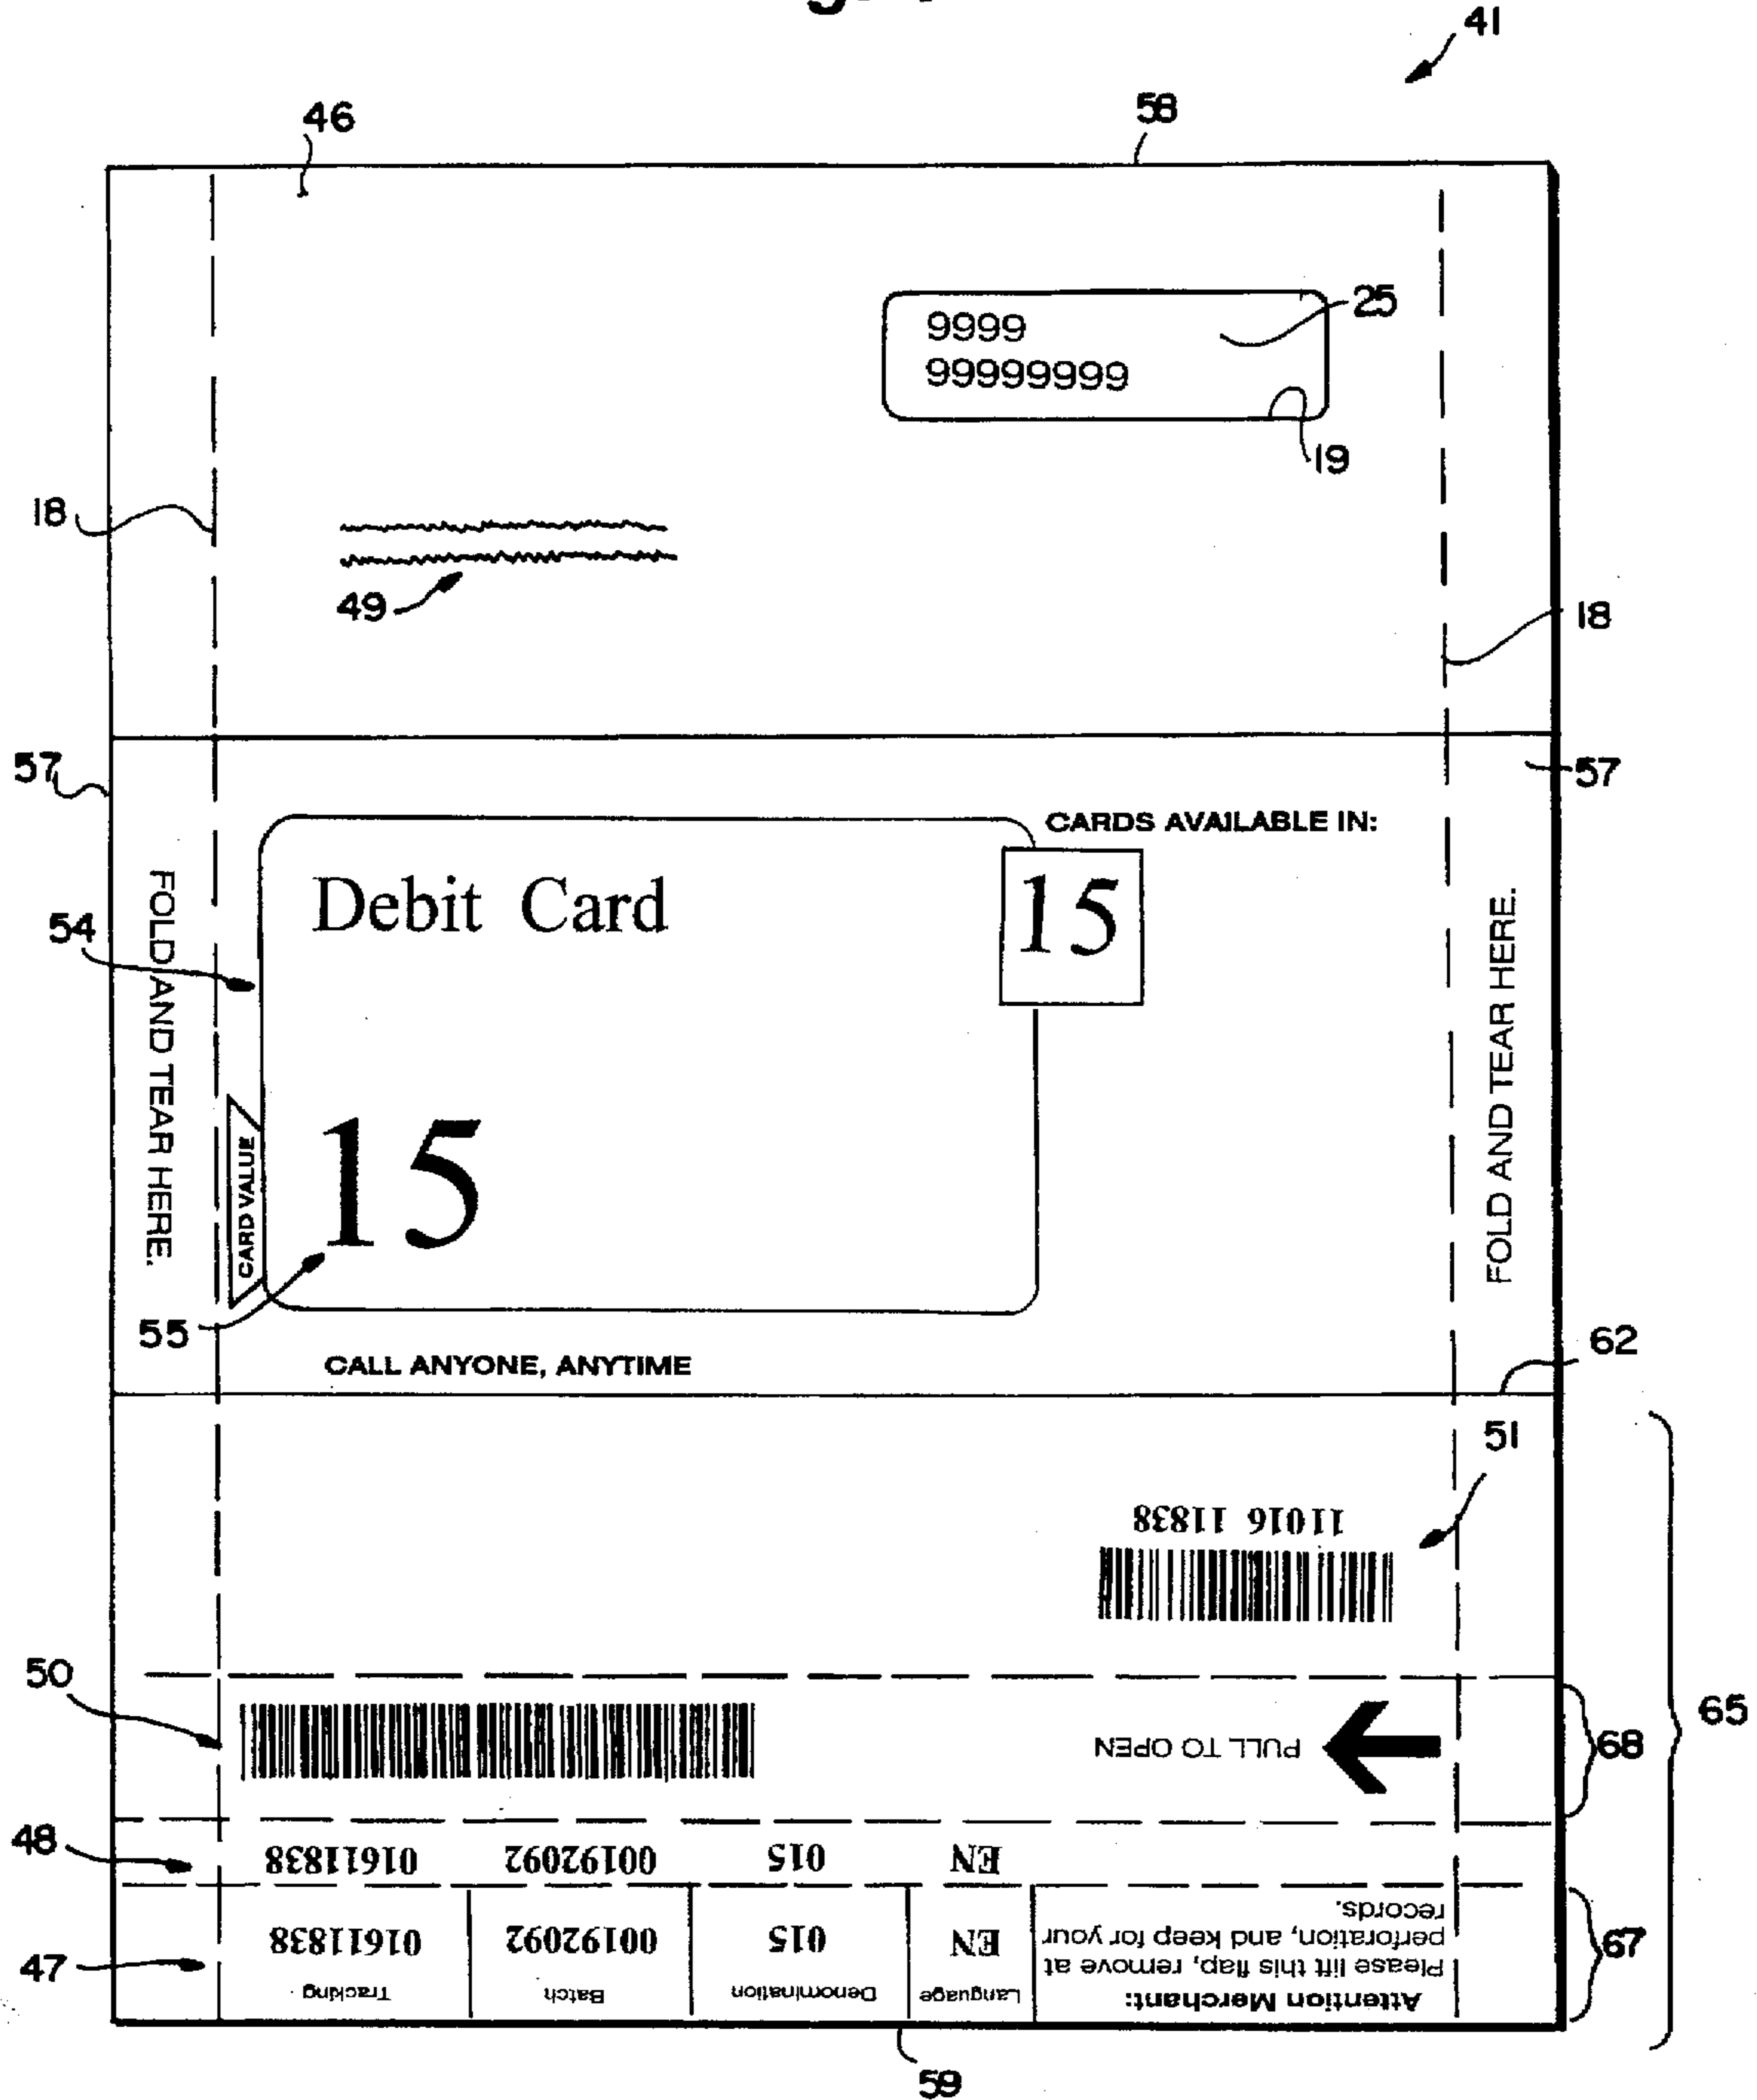 41
46
58
9999
99999999
25
19
18
49
18
57
57
CARDS AVAILABLE IN:
Debit Card
15
54
FOLD AND TEAR HERE.
FOLD AND TEAR HERE.
CARD VALUE
15
55
CALL ANYONE, ANYTIME
62
51
11016 11838
50
PULL TO OPEN
68
65
48
EN 015 00192092 01611838
47
67
Attention Merchant:
Please lift this flap, remove at
perforation, and keep for your
records.
Language Denomination Batch Tracking
EN 015 00192092 01611838
59